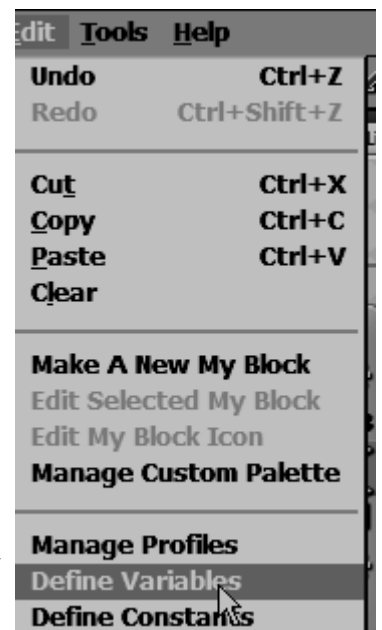 Edit Tools Help
Undo Ctrl+Z
Redo Ctrl+Shift+Z
Cut Ctrl+X
Copy Ctrl+C
Paste Ctrl+V
Clear
Make A New My Block
Edit Selected My Block
Edit My Block Icon
Manage Custom Palette
Manage Profiles
Define Variables
Define Constants